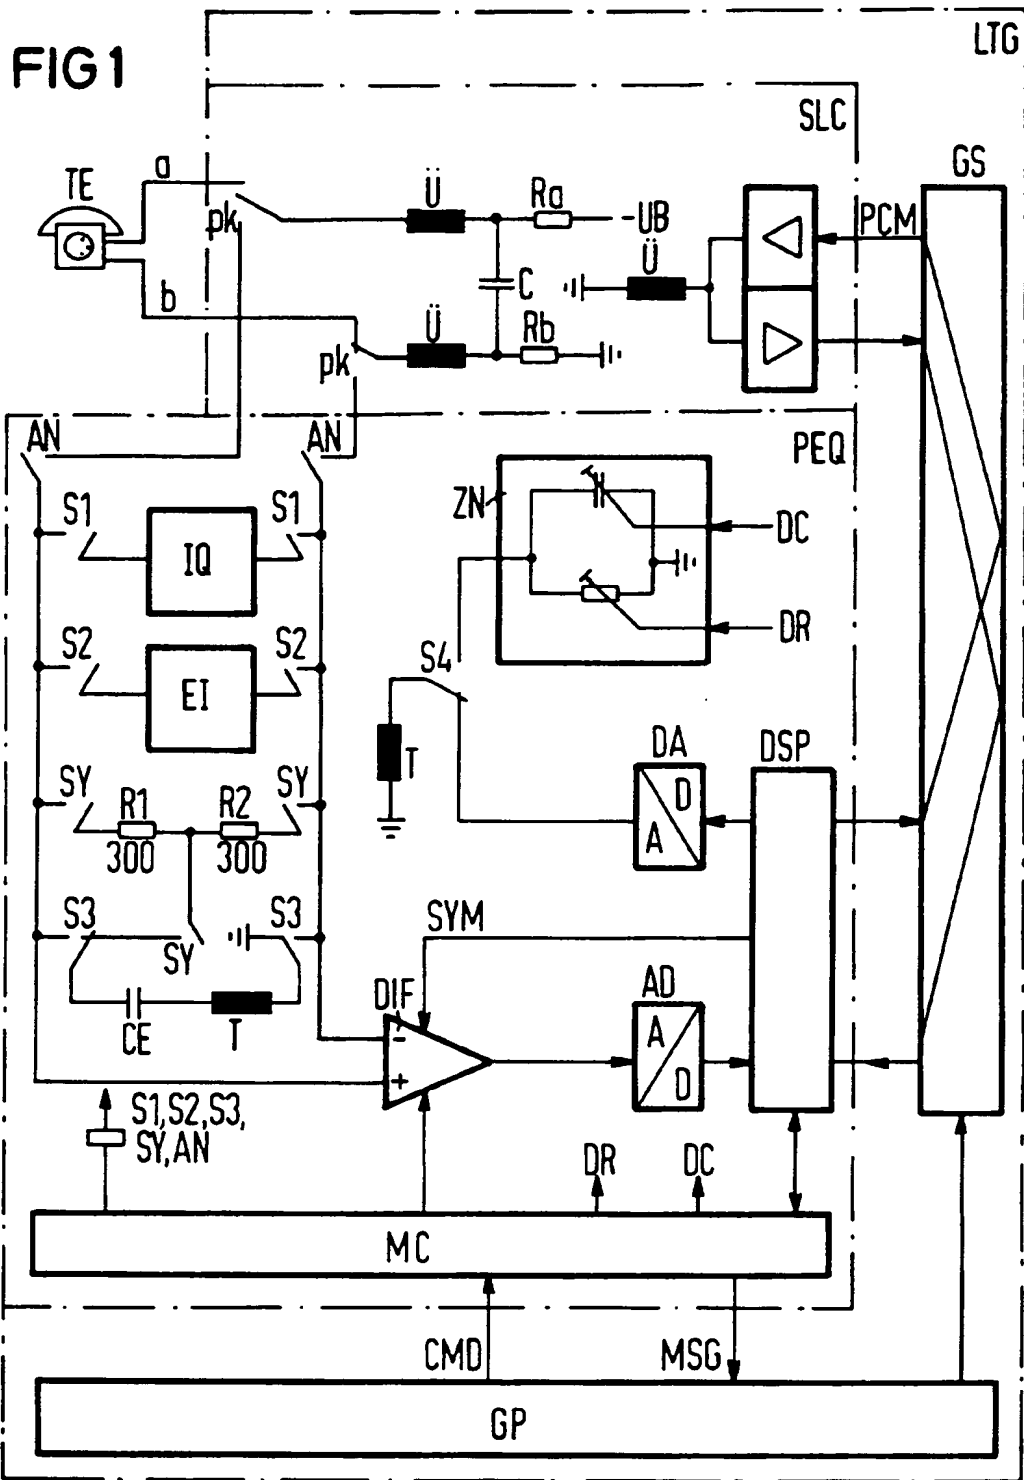 FIG 1
LTG
SLC
GS
TE
a
pk
Ü
Ra
-UB
Ü
PCM
C
b
pk
Ü
Rb
AN
AN
PEQ
ZN
DC
DR
S1
IQ
S1
S2
EI
S2
S4
T
DA
D
A
DSP
SY
R1
300
R2
300
SY
S3
SY
S3
SYM
CE
T
DIF
-
+
AD
A
D
S1,S2,S3,
SY,AN
DR
DC
MC
CMD
MSG
GP